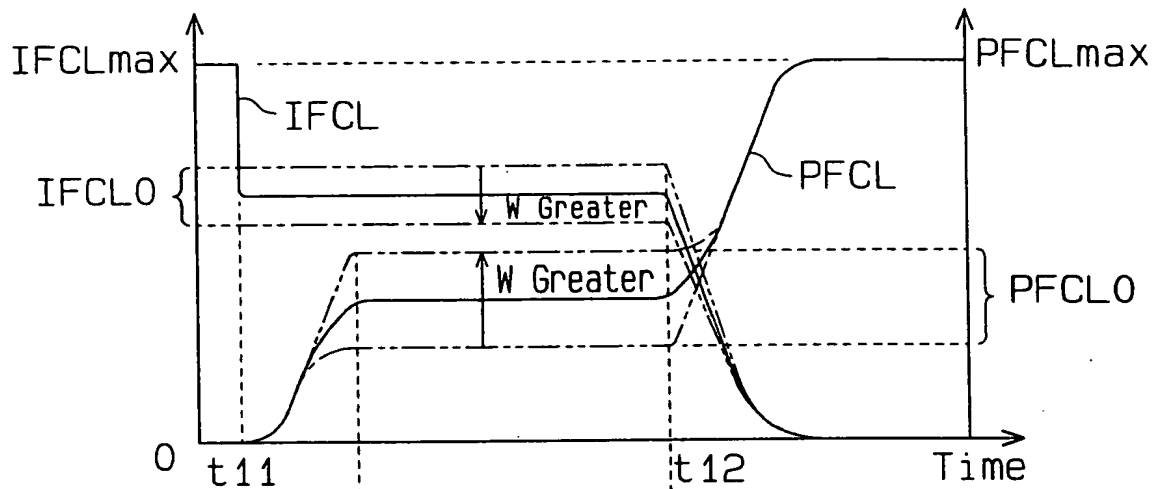 IFCLmax
PFCLmax
IFCL
PFCL
IFCL0
W Greater
W Greater
PFCL0
0
t11
t12
Time